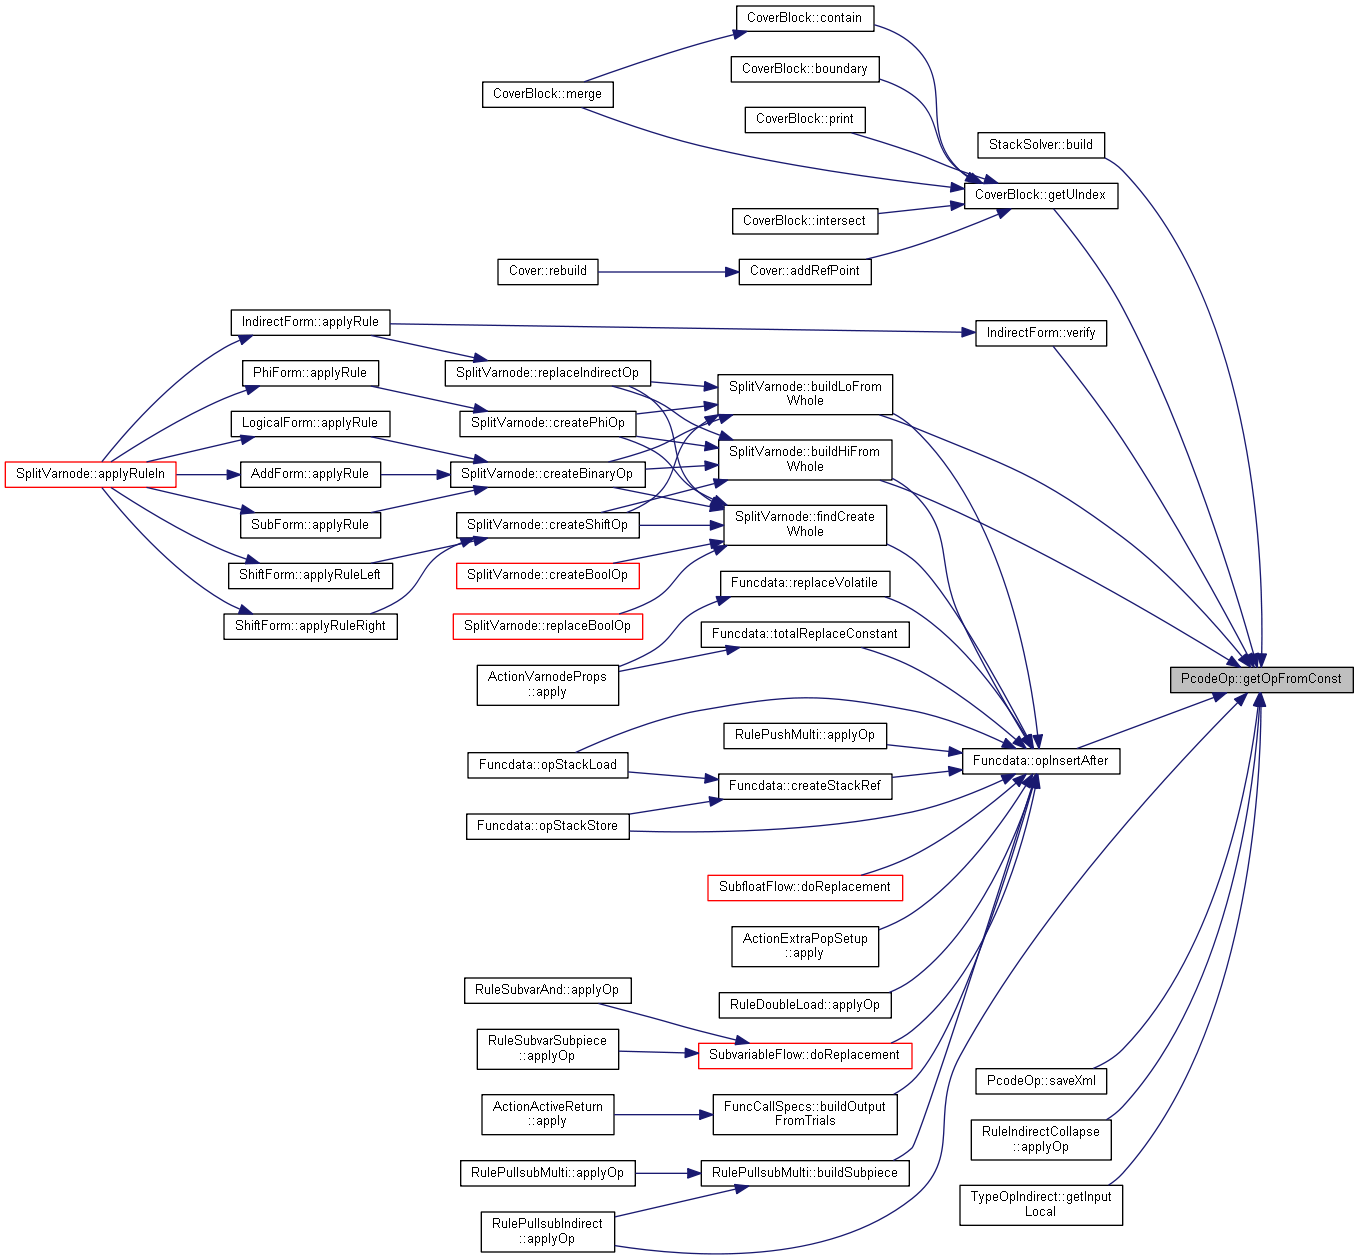 CoverBlock::contain
CoverBlock::boundary
CoverBlock::merge
CoverBlock::print
StackSolver::build
CoverBlock::getUIndex
CoverBlock::intersect
Cover::rebuild
Cover::addRefPoint
IndirectForm::applyRule
IndirectForm::verify
PhiForm::applyRule
SplitVarnode::replaceIndirectOp
SplitVarnode::buildLoFrom
Whole
LogicalForm::applyRule
SplitVarnode::createPhiOp
SplitVarnode::buildHiFrom
Whole
SplitVarnode::applyRuleIn
AddForm::applyRule
SplitVarnode::createBinaryOp
SubForm::applyRule
SplitVarnode::createShiftOp
SplitVarnode::findCreate
Whole
ShiftForm::applyRuleLeft
SplitVarnode::createBoolOp
Funcdata::replaceVolatile
ShiftForm::applyRuleRight
SplitVarnode::replaceBoolOp
Funcdata::totalReplaceConstant
ActionVarnodeProps
::apply
PcodeOp::getOpFromConst
RulePushMulti::applyOp
Funcdata::opStackLoad
Funcdata::opInsertAfter
Funcdata::createStackRef
Funcdata::opStackStore
SubfloatFlow::doReplacement
ActionExtraPopSetup
::apply
RuleSubvarAnd::applyOp
RuleDoubleLoad::applyOp
RuleSubvarSubpiece
::applyOp
SubvariableFlow::doReplacement
PcodeOp::saveXml
ActionActiveReturn
::apply
FuncCallSpecs::buildOutput
FromTrials
RuleIndirectCollapse
::applyOp
RulePullsubMulti::applyOp
RulePullsubMulti::buildSubpiece
TypeOpIndirect::getInput
Local
RulePullsubIndirect
::applyOp